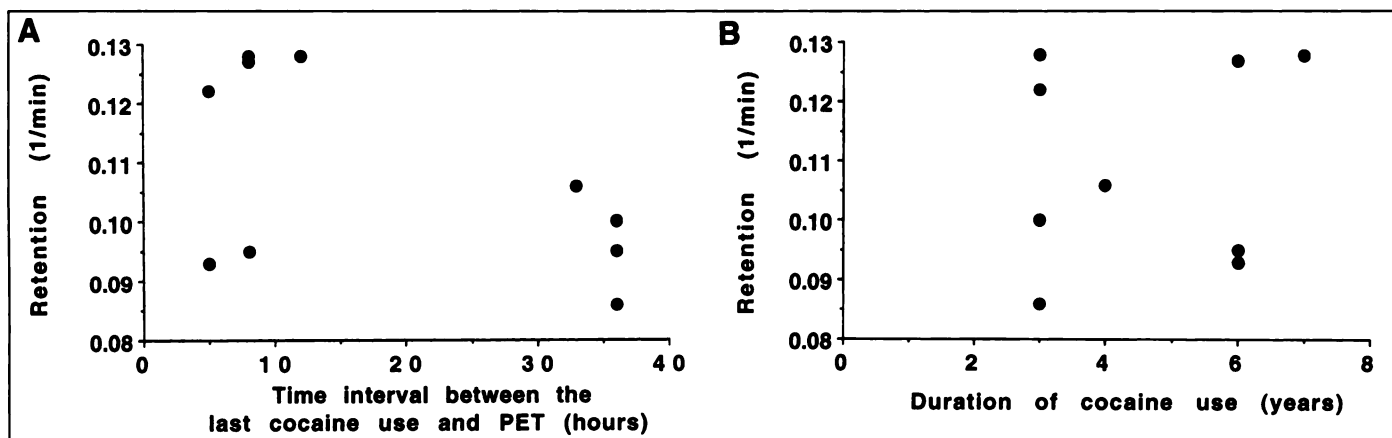 A
0.13
0.12
0.11
0.10
0.09
0.08
Retention (1/min)
0 10 20 30 40
Time interval between the
last cocaine use and PET (hours)
B
0.13
0.12
0.11
0.10
0.09
0.08
Retention (1/min)
0 2 4 6 8
Duration of cocaine use (years)